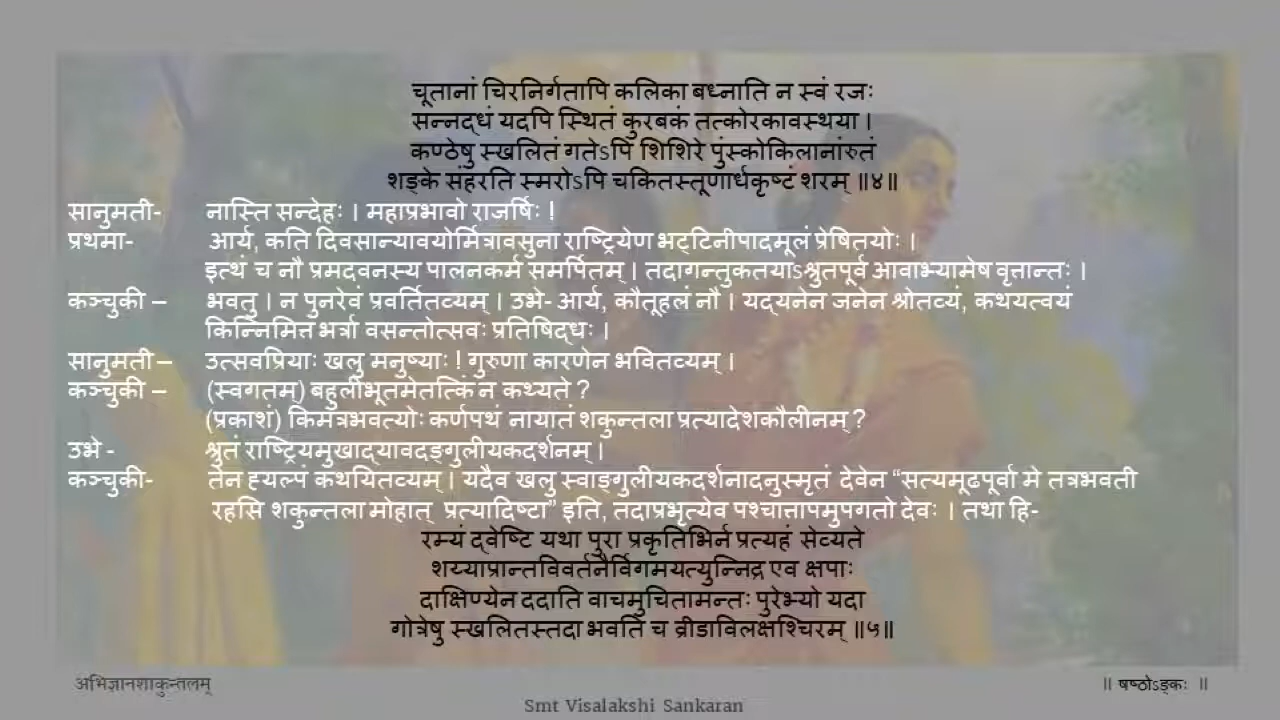 चूतानां चिरनिर्गतापि कलिका बध्नाति न स्वं रजः
सन्नद्धं यदपि स्थितं कुरबकं तत्कोरकावस्थया ।
कण्ठेषु स्खलितं गतेऽपि शिशिरे पुंस्कोकिलानांरुतं
शङ्के संहरति स्मरोऽपि चकितस्तूणार्धकृष्टं शरम् ॥४॥
सानुमती- नास्ति सन्देहः । महाप्रभावो राजर्षिः !
प्रथमा- आर्य, कति दिवसान्यावयोर्मित्रावसुना राष्ट्रियेण भट्टिनीपादमूलं प्रेषितयोः ।
इत्थं च नौ प्रमदवनस्य पालनकर्म समर्पितम् । तदागन्तुकतयाऽश्रुतपूर्व आवाभ्यामेष वृत्तान्तः ।
कञ्चुकी – भवतु । न पुनरेवं प्रवर्तितव्यम् । उभे- आर्य, कौतूहलं नौ । यद्यनेन जनेन श्रोतव्यं, कथयत्वयं
किन्निमित्तं भर्त्रा वसन्तोत्सवः प्रतिषिद्धः ।
सानुमती – उत्सवप्रियाः खलु मनुष्याः ! गुरुणा कारणेन भवितव्यम् ।
कञ्चुकी – (स्वगतम्) बहुलीभूतमेतत्किं न कथ्यते ?
(प्रकाशं) किमत्रभवत्योः कर्णपथं नायातं शकुन्तला प्रत्यादेशकौलीनम् ?
उभे - श्रुतं राष्ट्रियमुखाद्यावदङ्गुलीयकदर्शनम् ।
कञ्चुकी- तेन ह्यल्पं कथयितव्यम् । यदैव खलु स्वाङ्गुलीयकदर्शनादनुस्मृतं देवेन “सत्यमूढपूर्वा मे तत्रभवती
रहसि शकुन्तला मोहात् प्रत्यादिष्टा” इति, तदाप्रभृत्येव पश्चात्तापमुपगतो देवः । तथा हि-
रम्यं द्वेष्टि यथा पुरा प्रकृतिभिर्न प्रत्यहं सेव्यते
शय्याप्रान्तविवर्तनैर्विगमयत्युन्निद्र एव क्षपाः
दाक्षिण्येन ददाति वाचमुचितामन्तः पुरेभ्यो यदा
गोत्रेषु स्खलितस्तदा भवति च व्रीडाविलक्षश्चिरम् ॥५॥
अभिज्ञानशाकुन्तलम्
॥ षष्ठोऽङ्कः ॥
Smt Visalakshi Sankaran